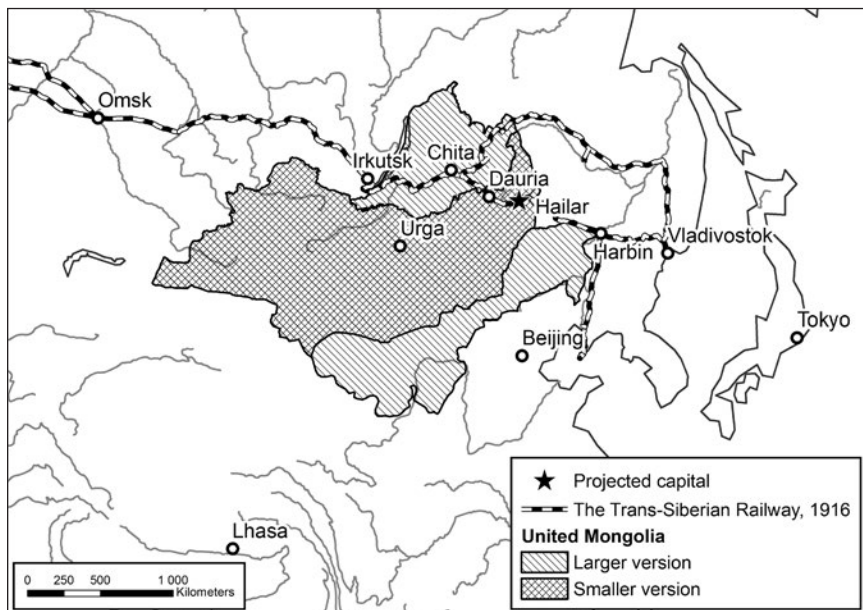 Omsk
Irkutsk
Chita
Dauria
Hailar
Urga
Harbin
Vladivostok
Beijing
Tokyo
Lhasa
0 250 500 1 000
Kilometers
Projected capital
The Trans-Siberian Railway, 1916
United Mongolia
Larger version
Smaller version